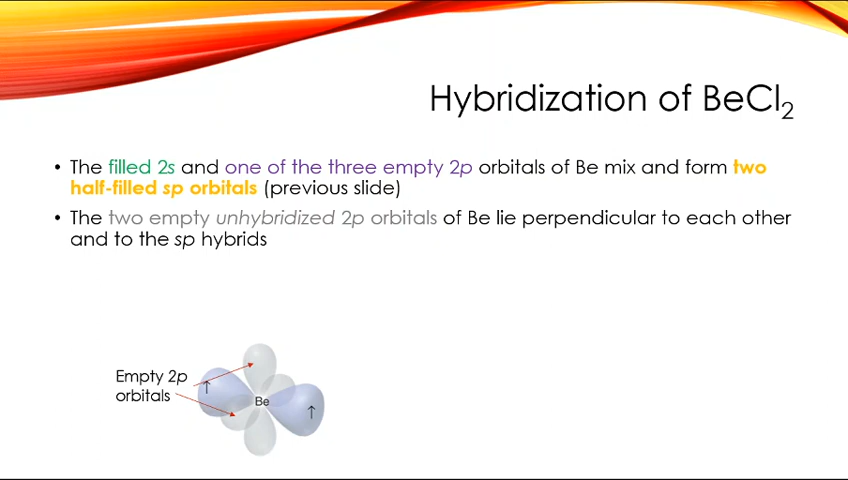 Hybridization of BeCl₂
• The filled 2s and one of the three empty 2p orbitals of Be mix and form two
half-filled sp orbitals (previous slide)
• The two empty unhybridized 2p orbitals of Be lie perpendicular to each other
and to the sp hybrids
Empty 2p
orbitals
↑
Be
↑